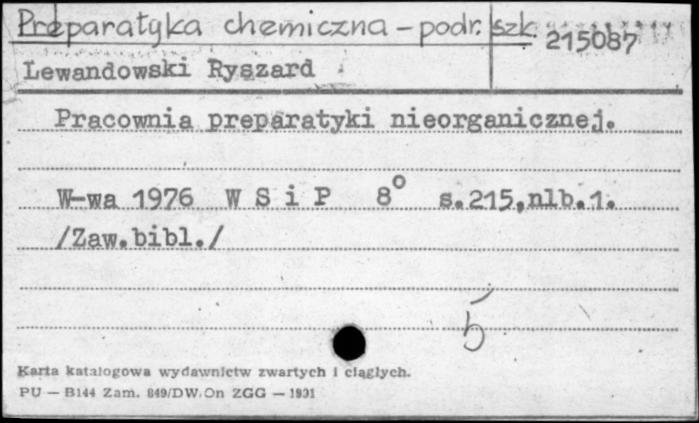 Preparatyka chemiczna – podr. szk. 215087
Lewandowski Ryszard
Pracownia preparatyki nieorganicznej.
W-wa 1976 W S i P 8° s.215,nlb.1.
/Zaw.bibl./
5
Karta katalogowa wydawnictw zwartych i ciągłych.
PU — B144 Zam. 849/DW/On ZGG — 1931